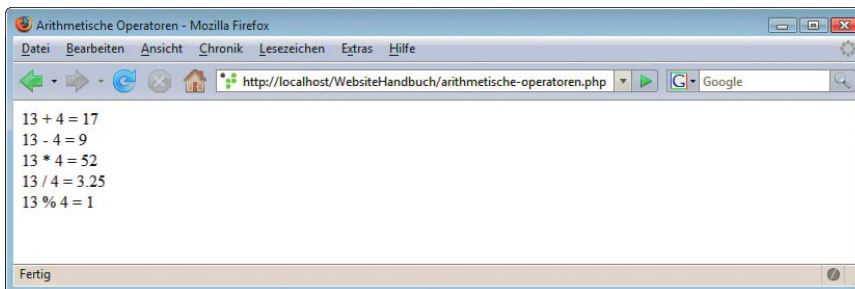 Arithmetische Operatoren - Mozilla Firefox
Datei Bearbeiten Ansicht Chronik Lesezeichen Extras Hilfe
http://localhost/WebsiteHandbuch/arithmetische-operatoren.php G Google
13 + 4 = 17
13 - 4 = 9
13 * 4 = 52
13 / 4 = 3.25
13 % 4 = 1
Fertig